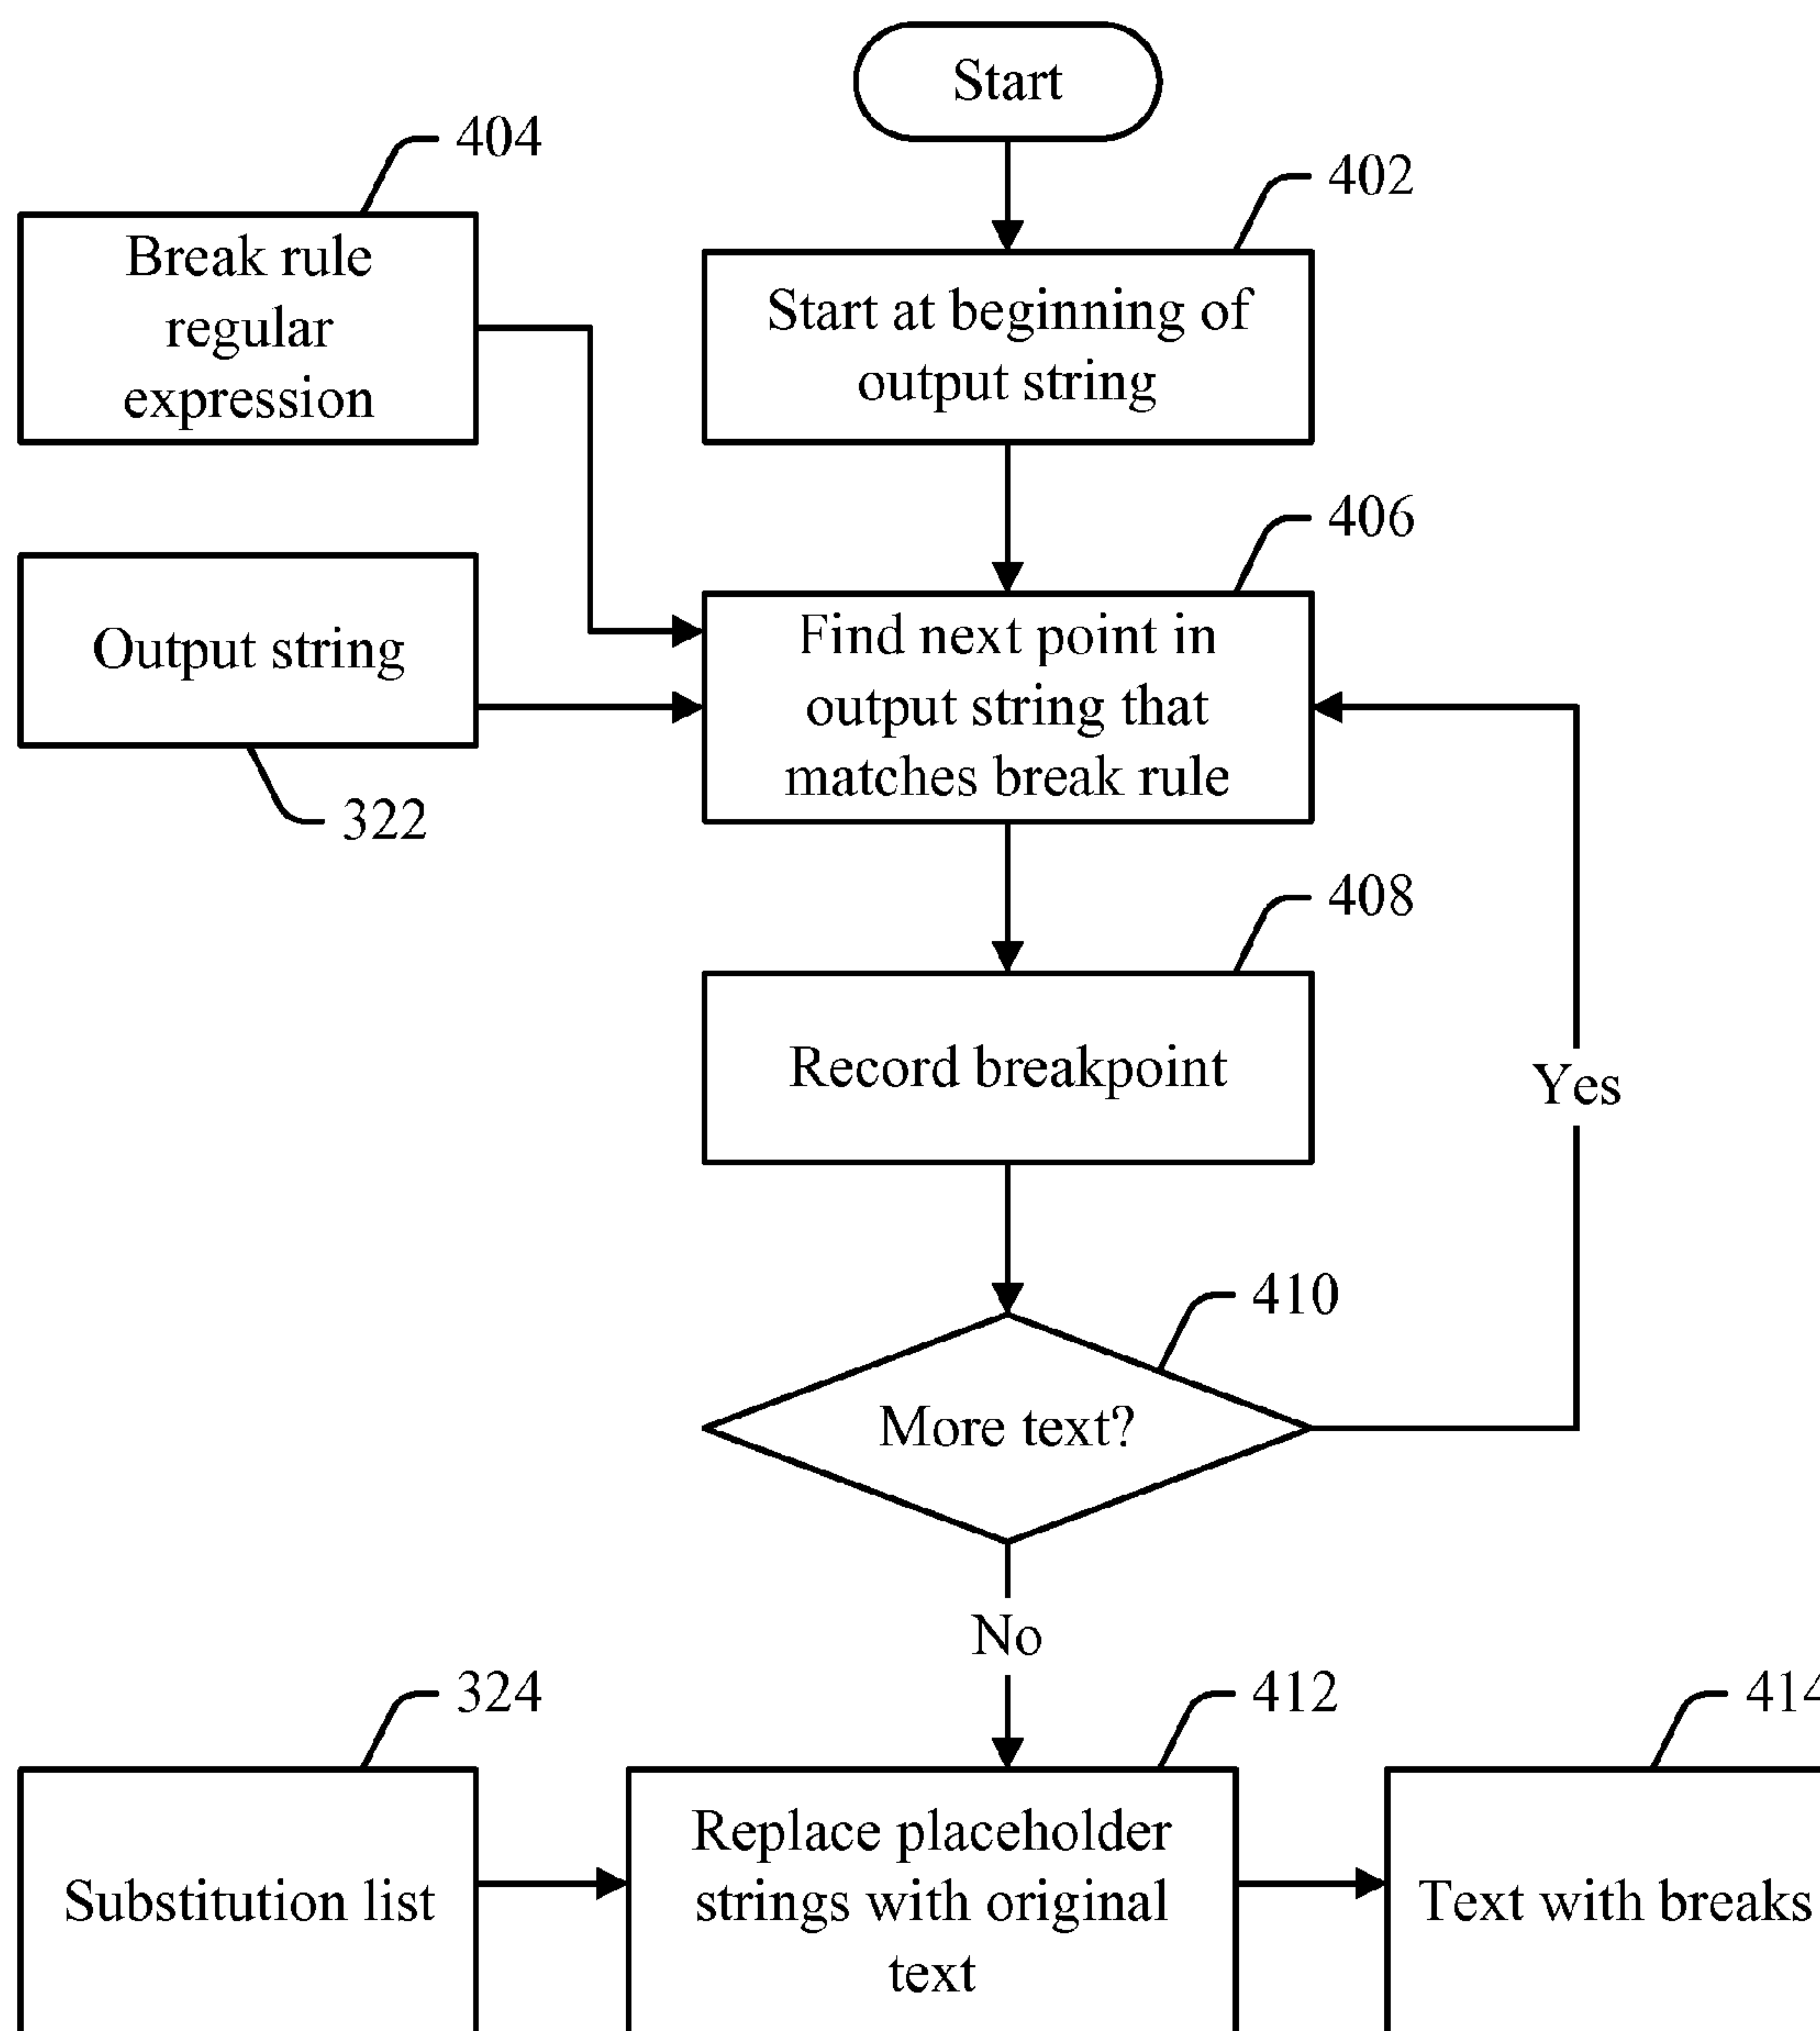 Start
404
402
Break rule
regular
expression
Start at beginning of
output string
406
Output string
Find next point in
output string that
matches break rule
322
408
Record breakpoint
Yes
410
More text?
No
324
412
414
Substitution list
Replace placeholder
strings with original
text
Text with breaks